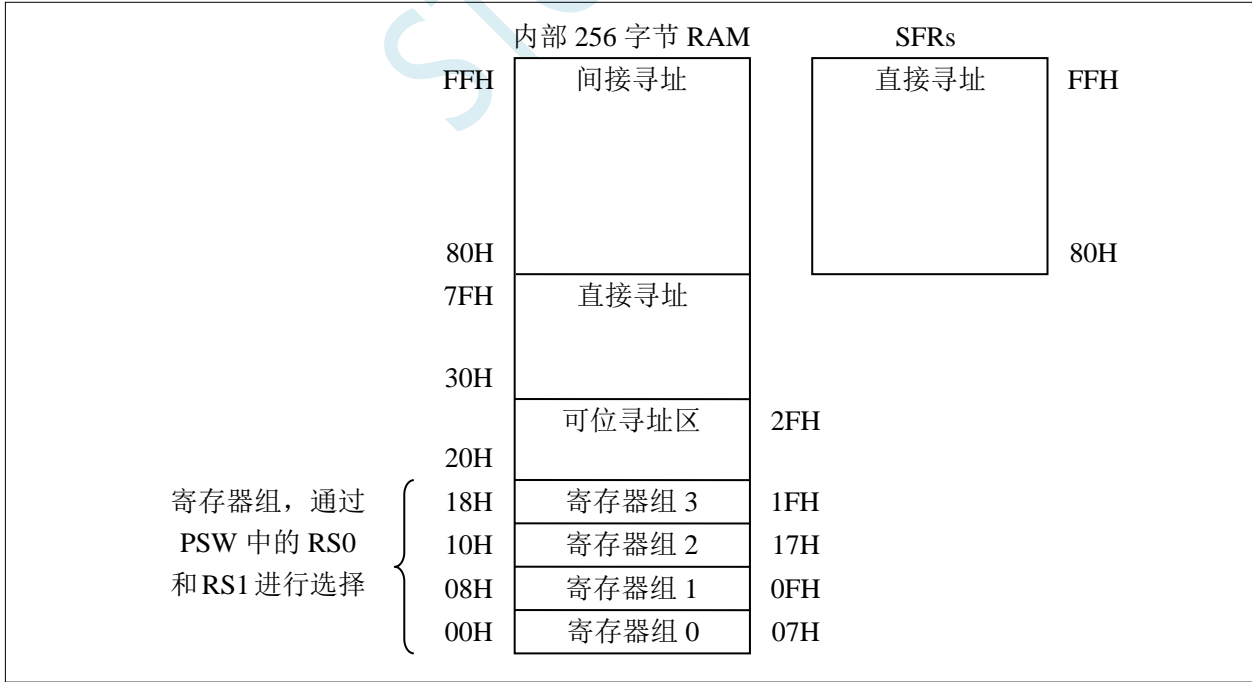 内部 256 字节 RAM SFRs
FFH 间接寻址 直接寻址 FFH
80H 80H
7FH 直接寻址
30H
可位寻址区 2FH
20H
寄存器组，通过 18H 寄存器组 3 1FH
PSW 中的 RS0 10H 寄存器组 2 17H
和 RS1 进行选择 08H 寄存器组 1 0FH
00H 寄存器组 0 07H